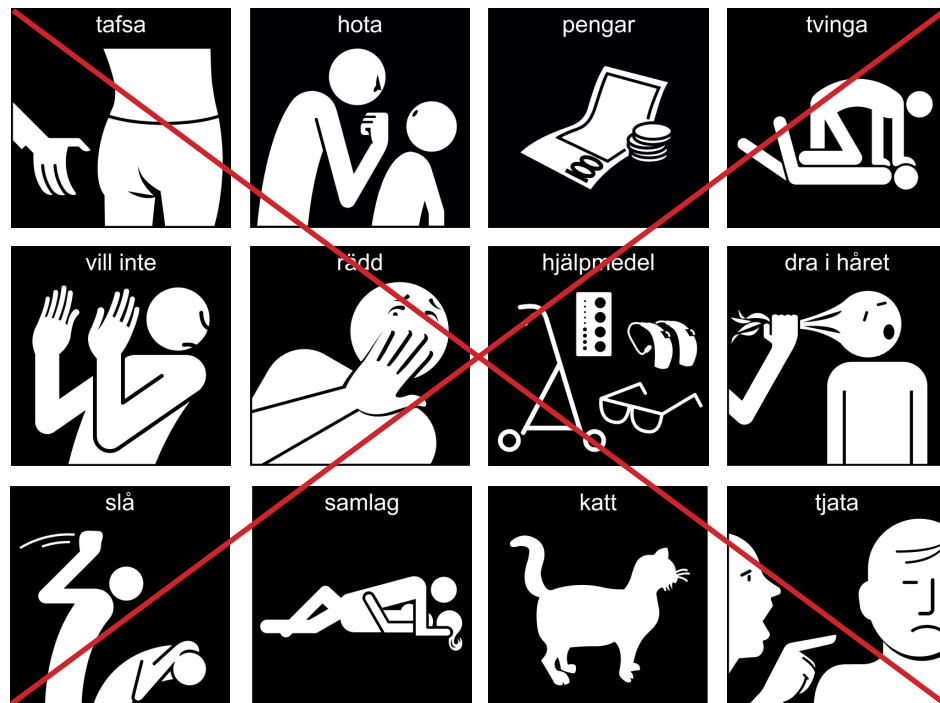 tafsa
hota
pengar
tvinga
100
vill inte
rädd
hjälpmedel
dra i håret
slå
samlag
katt
tjata